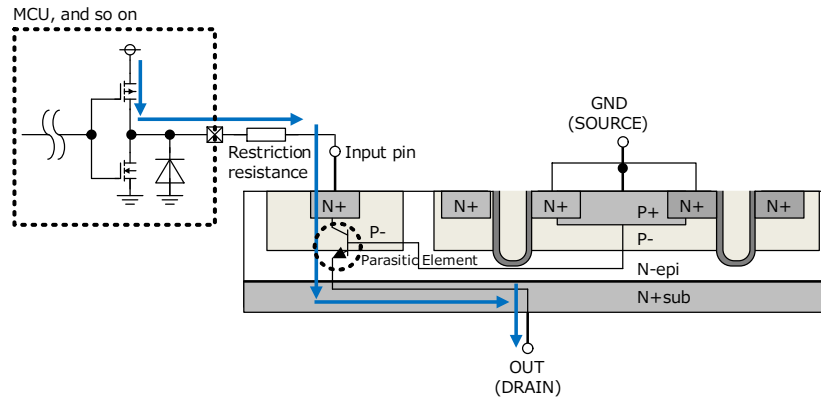 MCU, and so on
GND
(SOURCE)
Restriction
resistance
Input pin
N+
P-
Parasitic Element
N+
N+
P+
N+
N+
P-
N-epi
N+sub
OUT
(DRAIN)